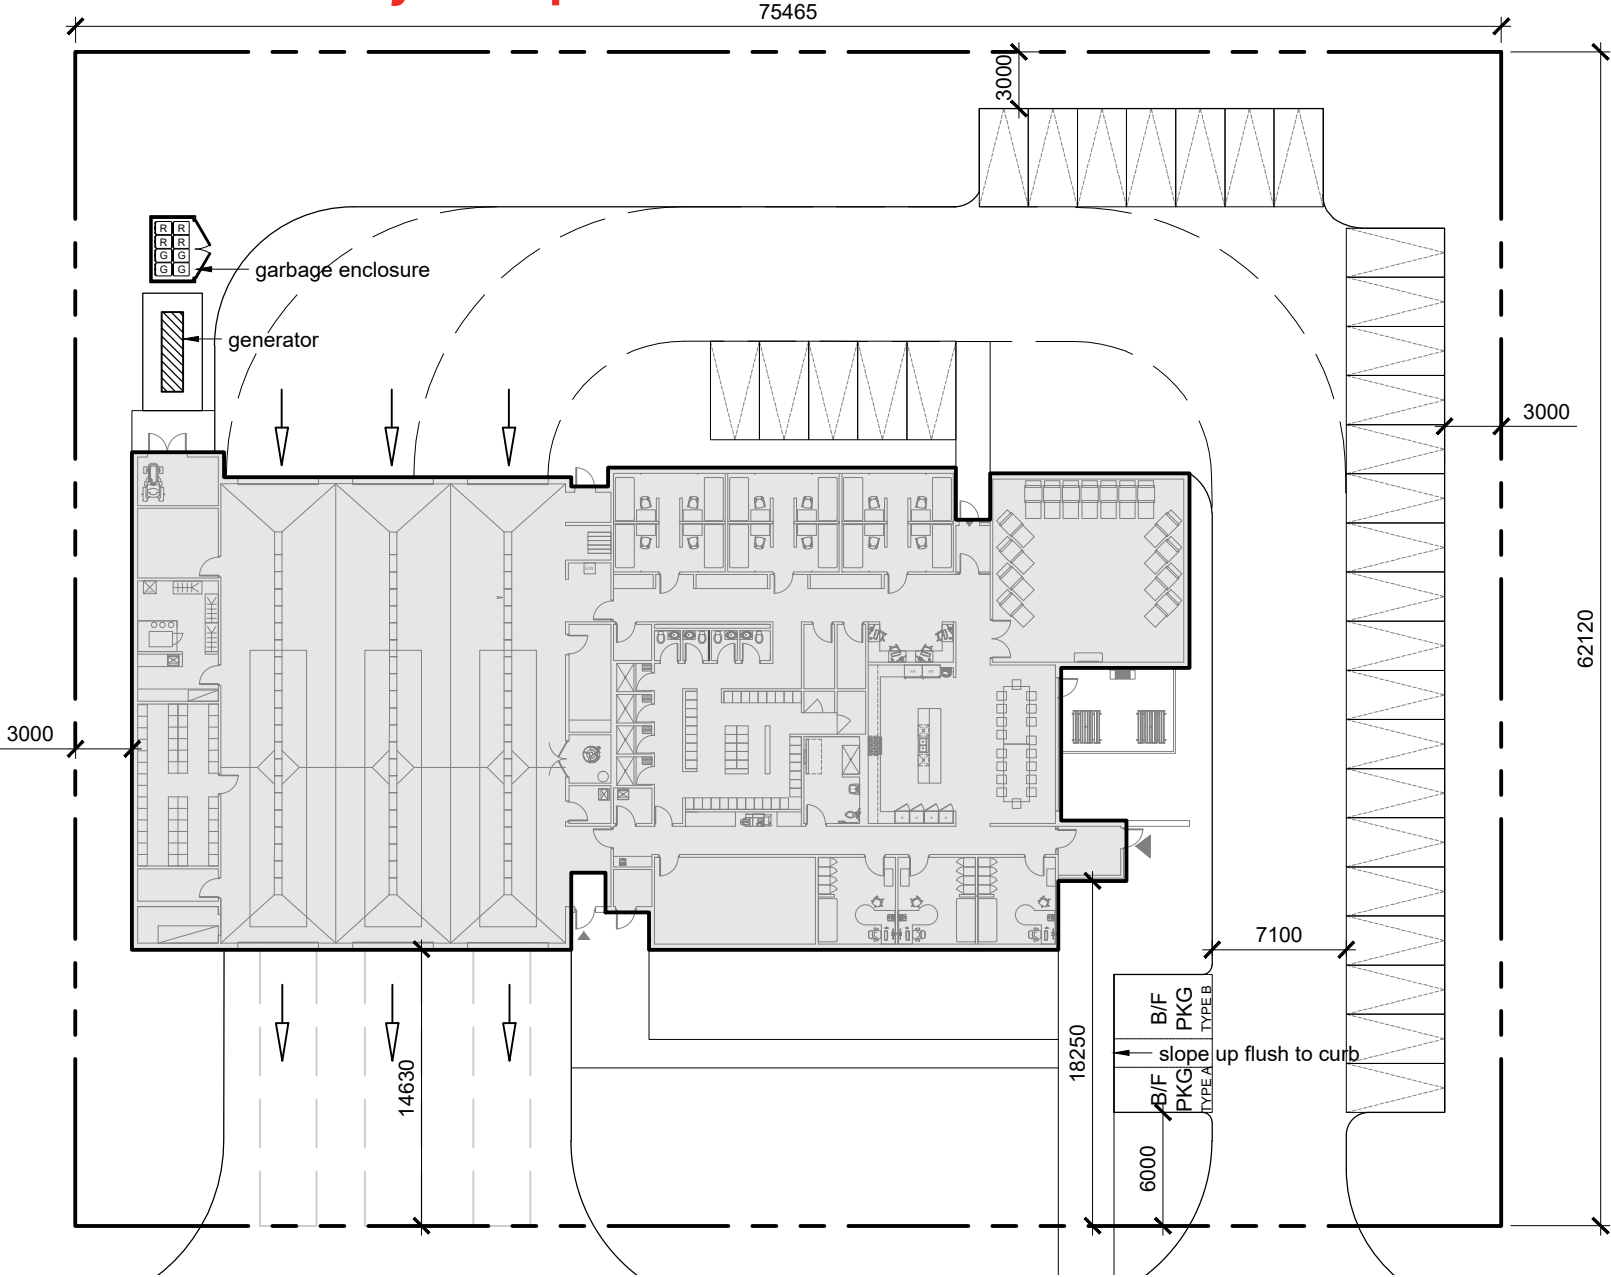 75465
3000
R R
R R
G G
G G
garbage enclosure
generator
3000
62120
3000
7100
B/F
PKG
TYPE B
slope up flush to curb
18250
14630
B/F
PKG
TYPE A
6000